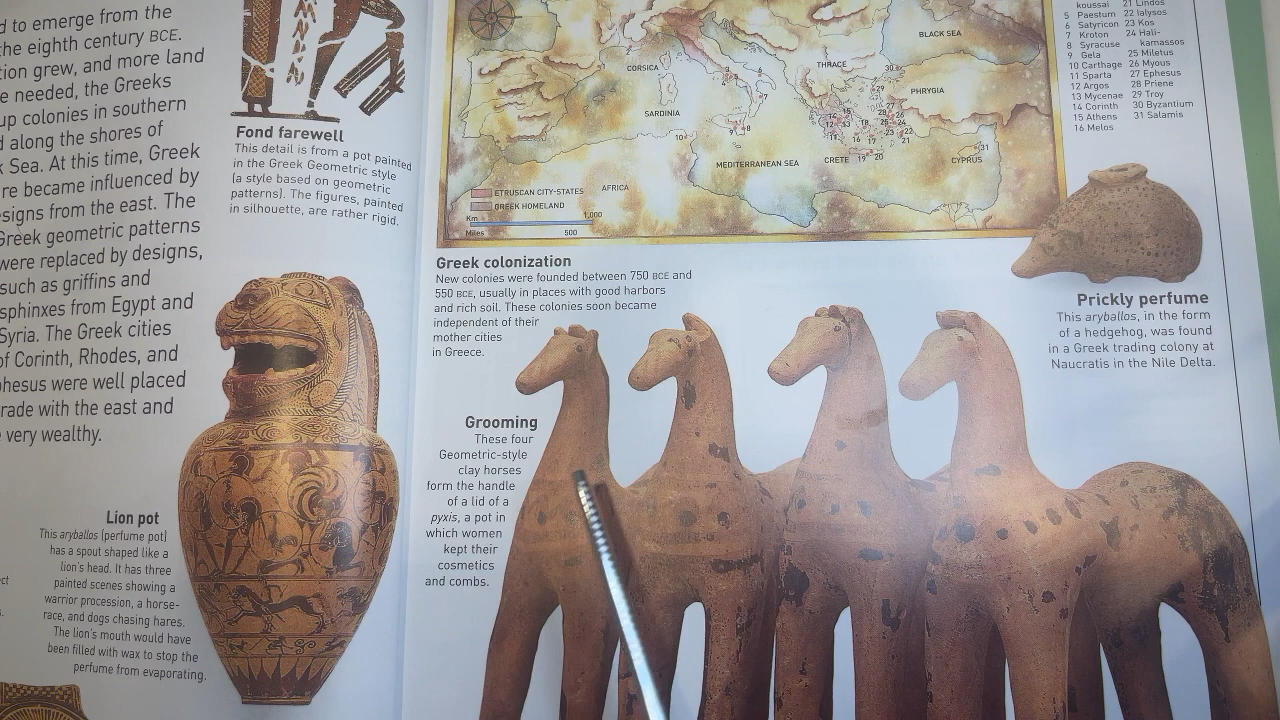 d to emerge from the
the eighth century BCE.
tion grew, and more land
e needed, the Greeks
up colonies in southern
d along the shores of
k Sea. At this time, Greek
re became influenced by
esigns from the east. The
Greek geometric patterns
were replaced by designs,
such as griffins and
sphinxes from Egypt and
Syria. The Greek cities
of Corinth, Rhodes, and
phesus were well placed
rade with the east and
very wealthy.
Fond farewell
This detail is from a pot painted
in the Greek Geometric style
(a style based on geometric
patterns). The figures, painted
in silhouette, are rather rigid.
Lion pot
This aryballos (perfume pot)
has a spout shaped like a
lion's head. It has three
painted scenes showing a
warrior procession, a horse-
race, and dogs chasing hares.
The lion's mouth would have
been filled with wax to stop the
perfume from evaporating.
ect
s.
BLACK SEA
CORSICA
THRACE
PHRYGIA
SARDINIA
MEDITERRANEAN SEA
CRETE
CYPRUS
AFRICA
ETRUSCAN CITY-STATES
GREEK HOMELAND
Km 1,000
Miles 500
koussai
5 Paestum
6 Satyricon
7 Kroton
8 Syracuse
9 Gela
10 Carthage
11 Sparta
12 Argos
13 Mycenae
14 Corinth
15 Athens
16 Melos
21 Lindos
22 Ialysos
23 Kos
24 Hali-
karnassos
25 Miletus
26 Myous
27 Ephesus
28 Priene
29 Troy
30 Byzantium
31 Salamis
Greek colonization
New colonies were founded between 750 BCE and
550 BCE, usually in places with good harbors
and rich soil. These colonies soon became
independent of their
mother cities
in Greece.
Prickly perfume
This aryballos, in the form
of a hedgehog, was found
in a Greek trading colony at
Naucratis in the Nile Delta.
Grooming
These four
Geometric-style
clay horses
form the handle
of a lid of a
pyxis, a pot in
which women
kept their
cosmetics
and combs.